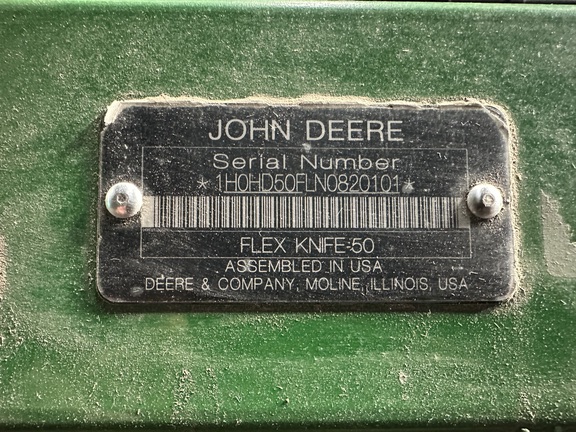 JOHN DEERE
Serial Number
*1H0HD50FLN0820101*
FLEX KNIFE-50
ASSEMBLED IN USA
DEERE & COMPANY, MOLINE, ILLINOIS, USA